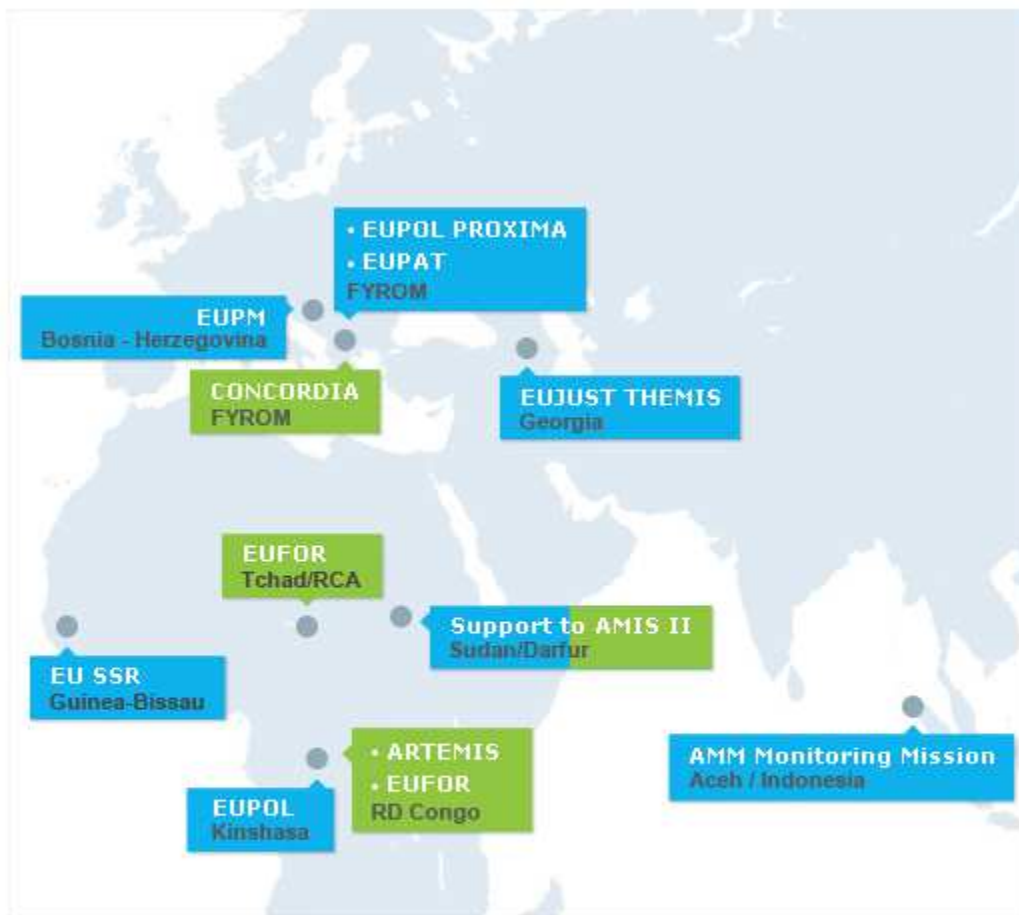 • EUPOL PROXIMA
• EUPAT
FYROM
EUPM
Bosnia - Herzegovina
CONCORDIA
FYROM
EUJUST THEMIS
Georgia
EUFOR
Tchad/RCA
Support to AMIS II
Sudan/Darfur
EU SSR
Guinea-Bissau
• ARTEMIS
• EUFOR
RD Congo
AMM Monitoring Mission
Aceh / Indonesia
EUPOL
Kinshasa